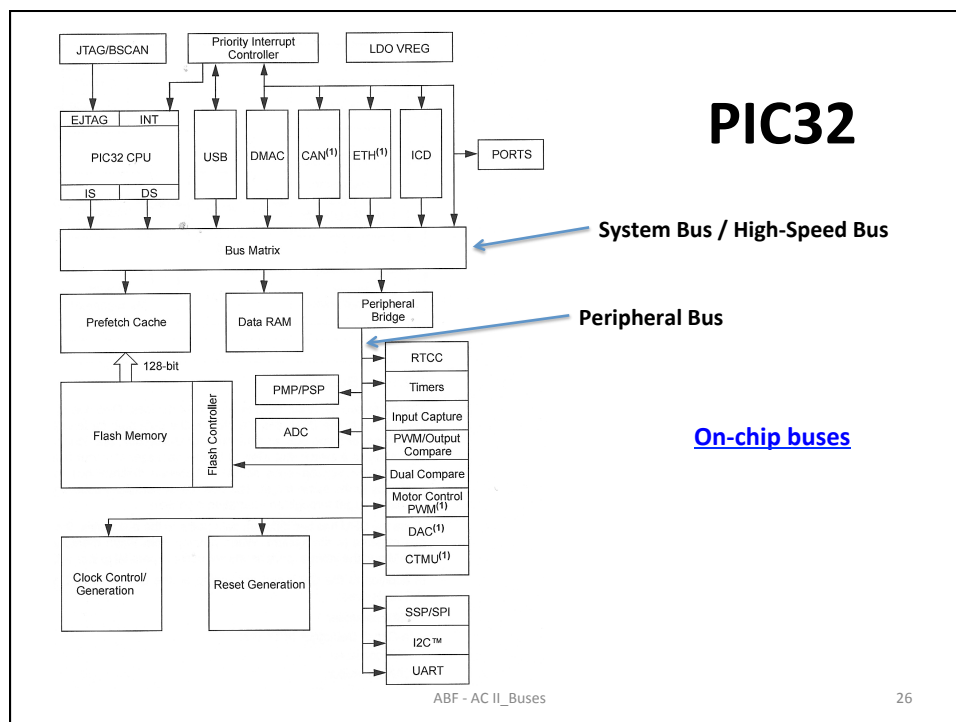 JTAG/BSCAN
Priority Interrupt
Controller
LDO VREG
PIC32
EJTAG INT
PIC32 CPU
IS DS
USB
DMAC
CAN(1)
ETH(1)
ICD
PORTS
System Bus / High-Speed Bus
Bus Matrix
Prefetch Cache
Data RAM
Peripheral
Bridge
Peripheral Bus
128-bit
Flash Memory
Flash Controller
PMP/PSP
ADC
RTCC
Timers
Input Capture
PWM/Output
Compare
Dual Compare
Motor Control
PWM(1)
DAC(1)
CTMU(1)
On-chip buses
Clock Control/
Generation
Reset Generation
SSP/SPI
I2C™
UART
ABF - AC II_Buses
26